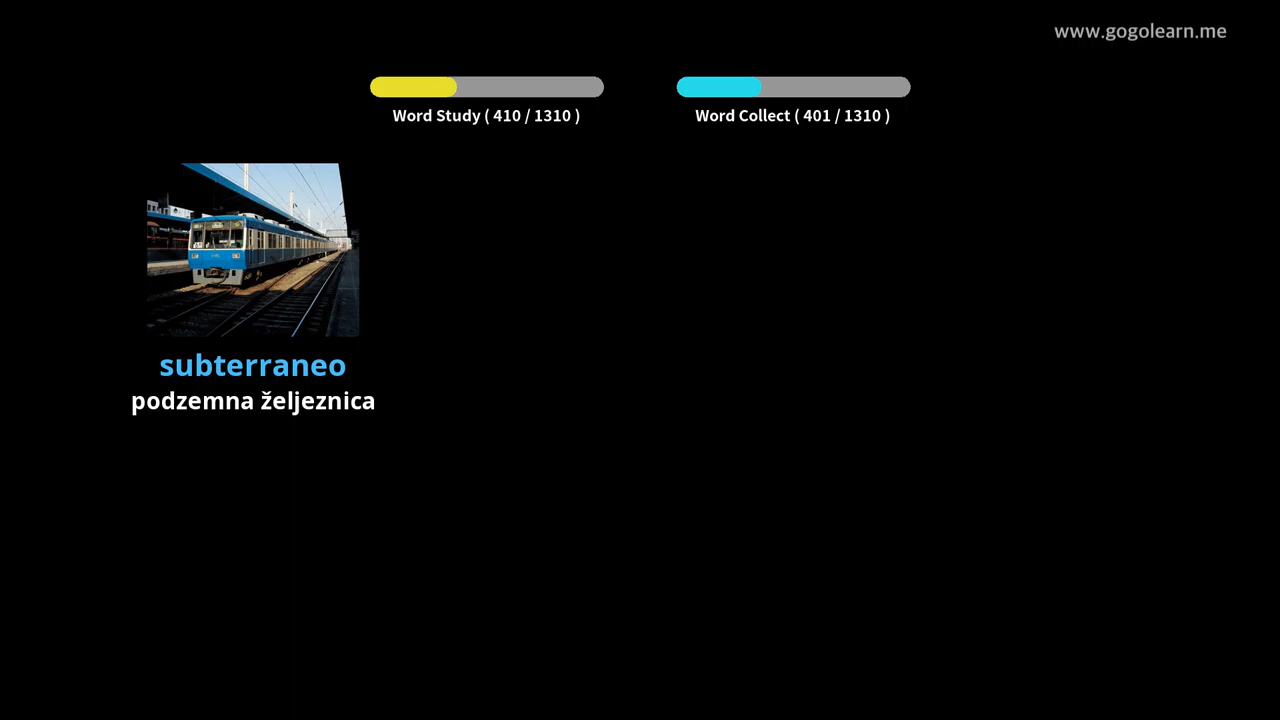 www.gogolearn.me
Word Study ( 410 / 1310 )
Word Collect ( 401 / 1310 )
subterraneo
podzemna željeznica